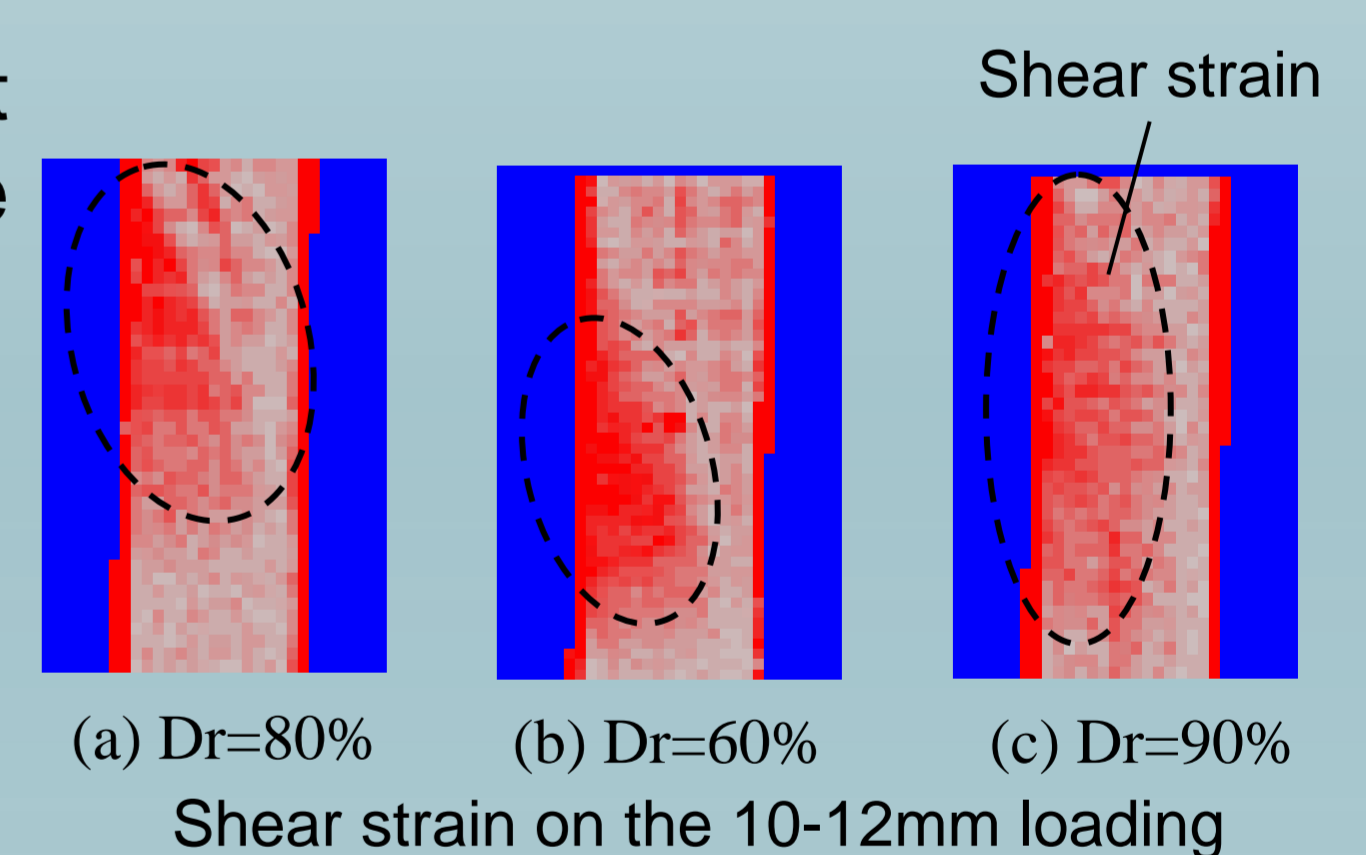 Shear strain
(a) Dr=80%
(b) Dr=60%
(c) Dr=90%
Shear strain on the 10-12mm loading